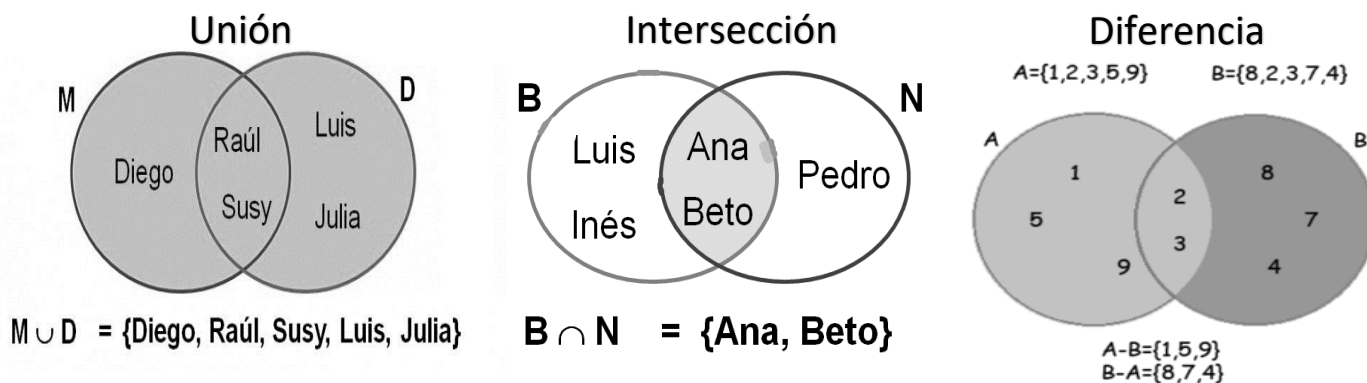 Unión
M
D
Diego
Raúl
Susy
Luis
Julia
M ∪ D = {Diego, Raúl, Susy, Luis, Julia}
Intersección
B
N
Luis
Inés
Ana
Beto
Pedro
B ∩ N = {Ana, Beto}
Diferencia
A={1,2,3,5,9} B={8,2,3,7,4}
A
B
1
5
9
2
3
8
7
4
A-B={1,5,9}
B-A={8,7,4}